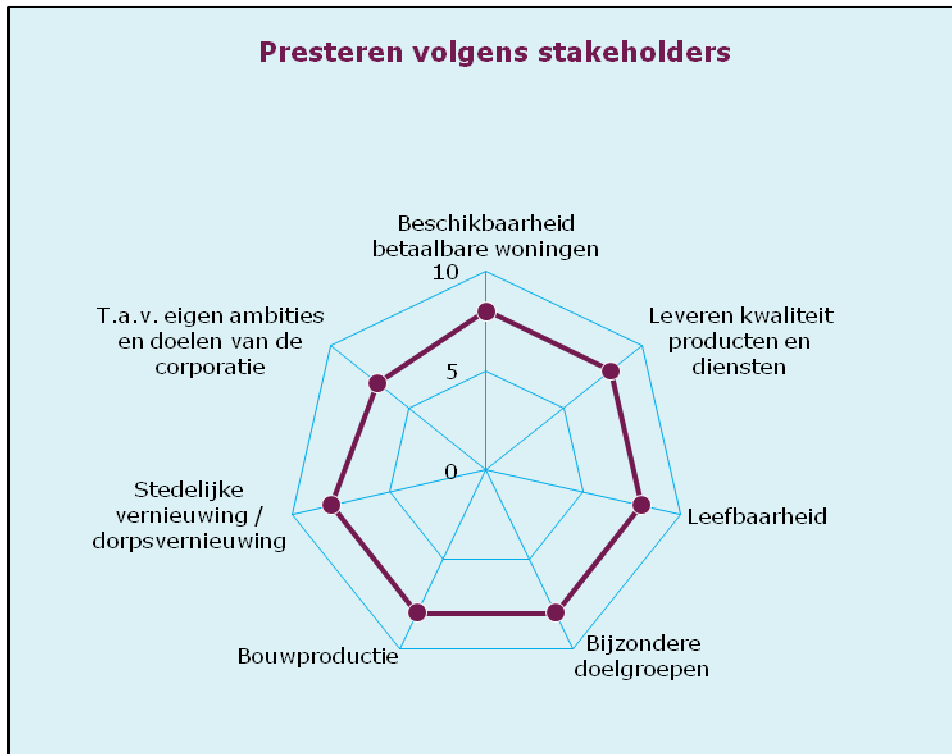 Presteren volgens stakeholders
Beschikbaarheid
betaalbare woningen
10
5
0
Leveren kwaliteit
producten en
diensten
Leefbaarheid
Bijzondere
doelgroepen
Bouwproductie
Stedelijke
vernieuwing /
dorpsvernieuwing
T.a.v. eigen ambities
en doelen van de
corporatie